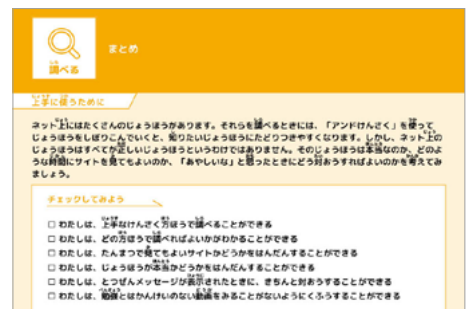 調べる
まとめ
上手に使うために
ネット上にはたくさんのじょうほうがあります。それらを調べるときには、「アンドけんさく」を使って
じょうほうをしぼりこんでいくと、知りたいじょうほうにたどりつきやすくなります。しかし、ネット上の
じょうほうはすべてが正しいじょうほうというわけではありません。そのじょうほうは本当なのか、どのよ
うな時間にサイトを見てもよいのか、「あやしいな」と思ったときにどう対おうすればよいのかを考えてみ
ましょう。
チェックしてみよう
□ わたしは、上手なけんさく方ほうで調べることができる
□ わたしは、どの方ほうで調べればよいかがわかることができる
□ わたしは、たんまつで見てもよいサイトかどうかをはんだんすることができる
□ わたしは、じょうほうが本当かどうかをはんだんすることができる
□ わたしは、とつぜんメッセージが表示されたときに、きちんと対おうすることができる
□ わたしは、勉強とはかんけいのない動画をみることがないようにくふうすることができる